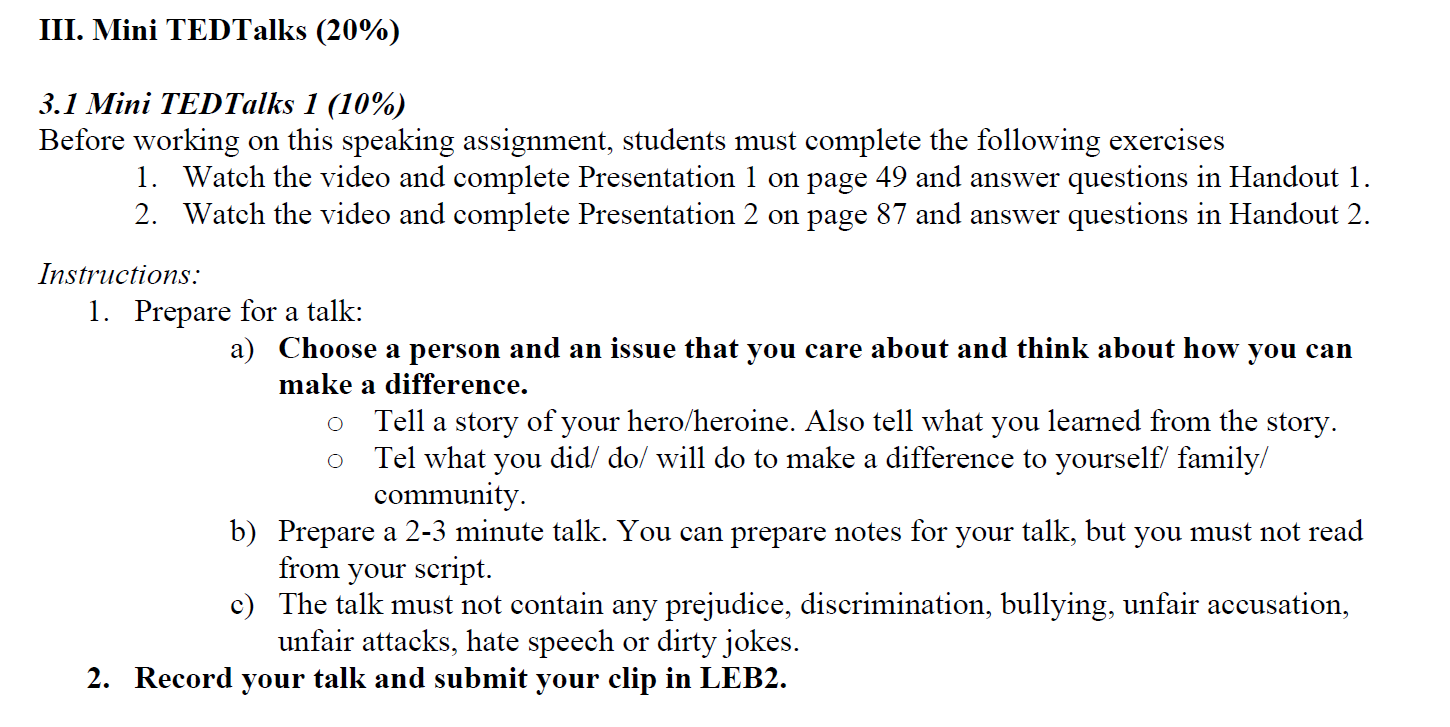 III. Mini TEDTalks (20%)
3.1 Mini TEDTalks 1 (10%)
Before working on this speaking assignment, students must complete the following exercises
1. Watch the video and complete Presentation 1 on page 49 and answer questions in Handout 1.
2. Watch the video and complete Presentation 2 on page 87 and answer questions in Handout 2.
Instructions:
1. Prepare for a talk:
a) Choose a person and an issue that you care about and think about how you can
make a difference.
○ Tell a story of your hero/heroine. Also tell what you learned from the story.
○ Tel what you did/ do/ will do to make a difference to yourself/ family/
community.
b) Prepare a 2-3 minute talk. You can prepare notes for your talk, but you must not read
from your script.
c) The talk must not contain any prejudice, discrimination, bullying, unfair accusation,
unfair attacks, hate speech or dirty jokes.
2. Record your talk and submit your clip in LEB2.